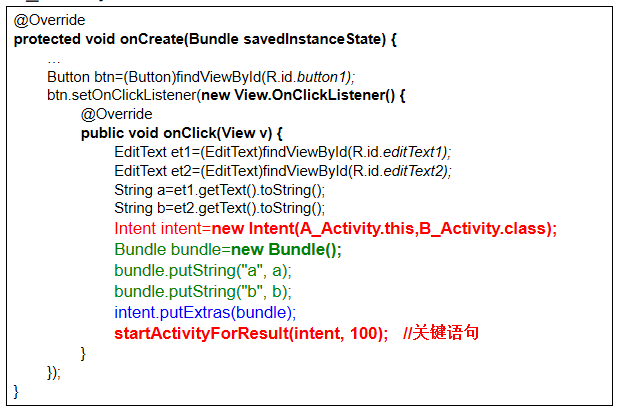 @Override
protected void onCreate(Bundle savedInstanceState) {
…
Button btn=(Button)findViewById(R.id.button1);
btn.setOnClickListener(new View.OnClickListener() {
@Override
public void onClick(View v) {
EditText et1=(EditText)findViewById(R.id.editText1);
EditText et2=(EditText)findViewById(R.id.editText2);
String a=et1.getText().toString();
String b=et2.getText().toString();
Intent intent=new Intent(A_Activity.this,B_Activity.class);
Bundle bundle=new Bundle();
bundle.putString("a", a);
bundle.putString("b", b);
intent.putExtras(bundle);
startActivityForResult(intent, 100); //关键语句
}
});
}